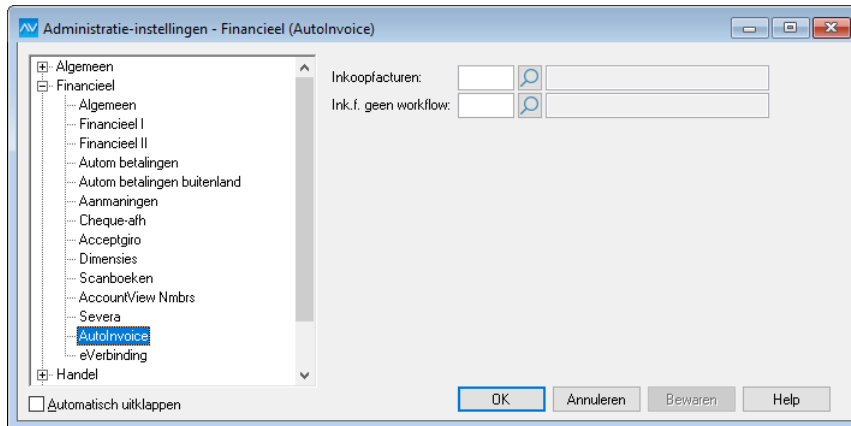 AV Administratie-instellingen - Financieel (AutoInvoice)
Algemeen
Financieel
Algemeen
Financieel I
Financieel II
Autom betalingen
Autom betalingen buitenland
Aanmaningen
Cheque-afh
Acceptgiro
Dimensies
Scanboeken
AccountView Nmbrs
Severa
AutoInvoice
eVerbinding
Handel
Automatisch uitklappen
Inkoopfacturen:
Ink.f. geen workflow:
OK Annuleren Bewaren Help